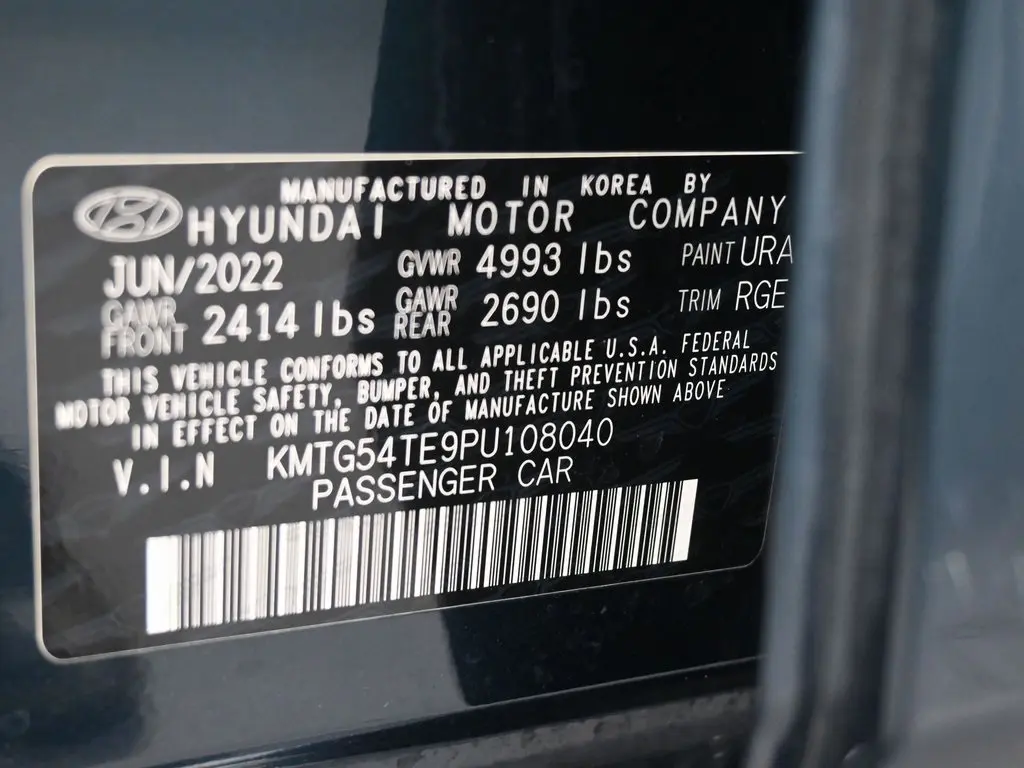 MANUFACTURED IN KOREA BY
HYUNDAI MOTOR COMPANY
JUN/2022 GVWR 4993 lbs PAINT URA
GAWR FRONT 2414 lbs GAWR REAR 2690 lbs TRIM RGE
THIS VEHICLE CONFORMS TO ALL APPLICABLE U.S.A. FEDERAL
MOTOR VEHICLE SAFETY, BUMPER, AND THEFT PREVENTION STANDARDS
IN EFFECT ON THE DATE OF MANUFACTURE SHOWN ABOVE
V.I.N KMTG54TE9PU108040
PASSENGER CAR